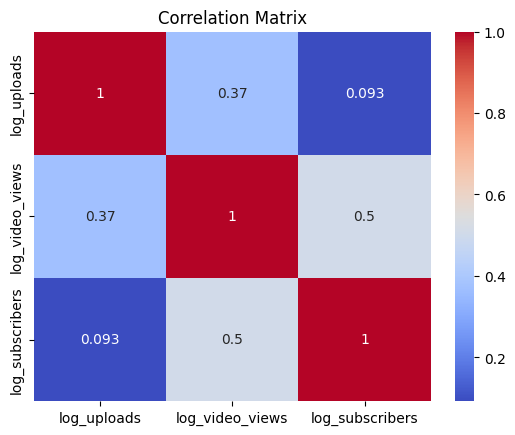 Correlation Matrix
log_uploads
log_video_views
log_subscribers
1 0.37 0.093
0.37 1 0.5
0.093 0.5 1
log_uploads log_video_views log_subscribers
1.0
0.8
0.6
0.4
0.2